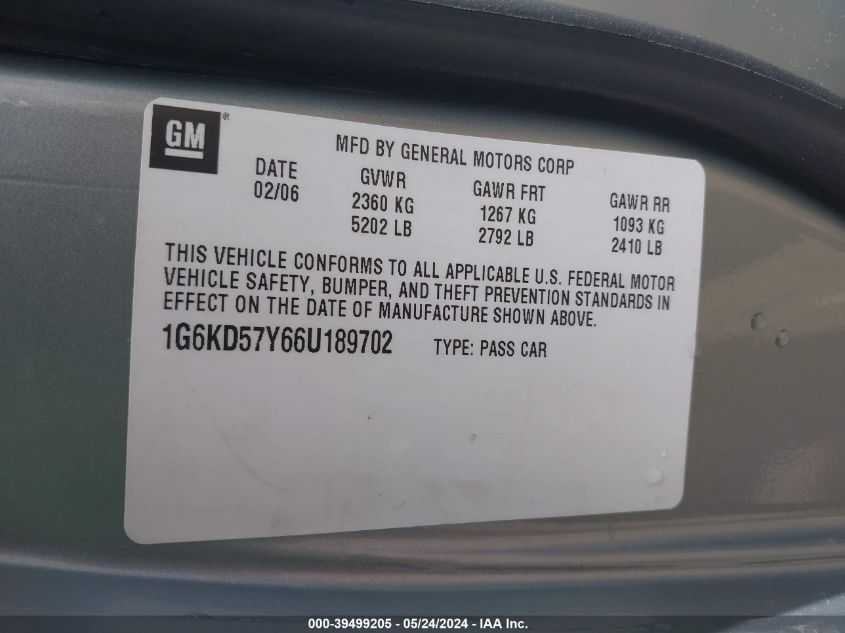 GM®
MFD BY GENERAL MOTORS CORP
DATE GVWR GAWR FRT GAWR RR
02/06 2360 KG 1267 KG 1093 KG
5202 LB 2792 LB 2410 LB
THIS VEHICLE CONFORMS TO ALL APPLICABLE U.S. FEDERAL MOTOR
VEHICLE SAFETY, BUMPER, AND THEFT PREVENTION STANDARDS IN
EFFECT ON THE DATE OF MANUFACTURE SHOWN ABOVE.
1G6KD57Y66U189702 TYPE: PASS CAR
000-39499205 - 05/24/2024 - IAA Inc.